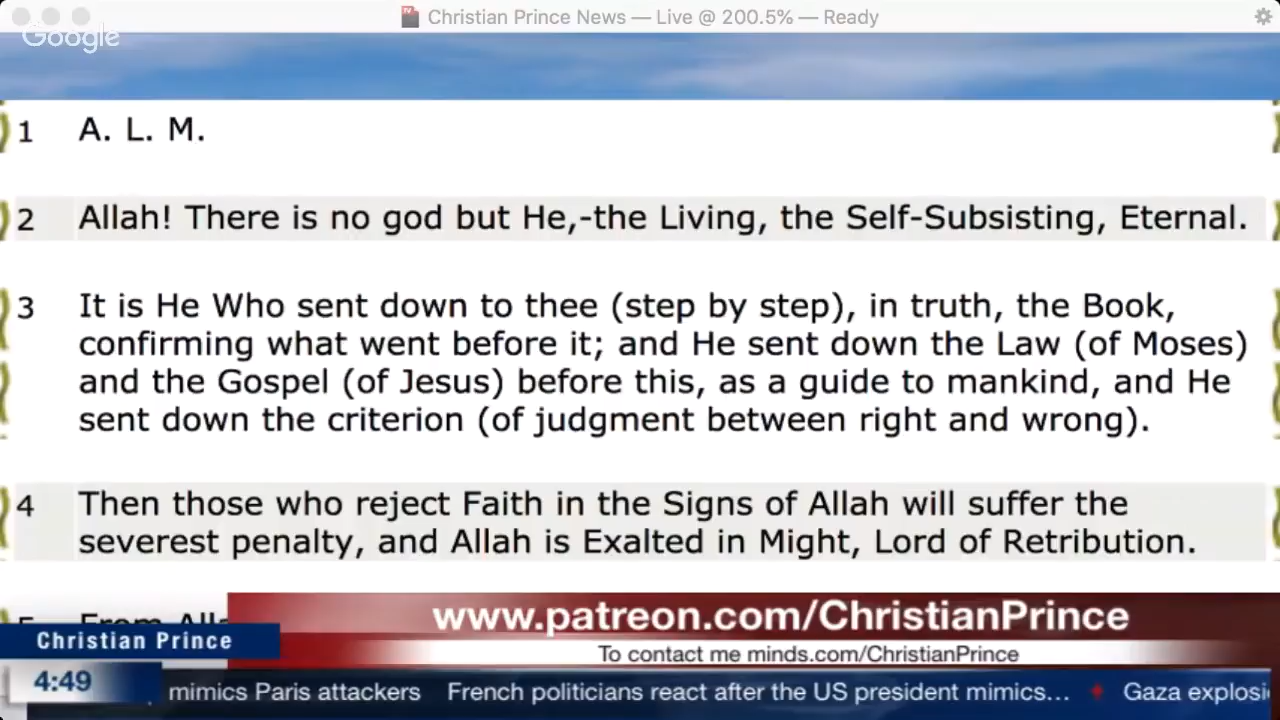 Christian Prince News — Live @ 200.5% — Ready
Google
1 A. L. M.
2 Allah! There is no god but He,-the Living, the Self-Subsisting, Eternal.
3 It is He Who sent down to thee (step by step), in truth, the Book,
confirming what went before it; and He sent down the Law (of Moses)
and the Gospel (of Jesus) before this, as a guide to mankind, and He
sent down the criterion (of judgment between right and wrong).
4 Then those who reject Faith in the Signs of Allah will suffer the
severest penalty, and Allah is Exalted in Might, Lord of Retribution.
www.patreon.com/ChristianPrince
Christian Prince
To contact me minds.com/ChristianPrince
4:49 mimics Paris attackers French politicians react after the US president mimics... Gaza